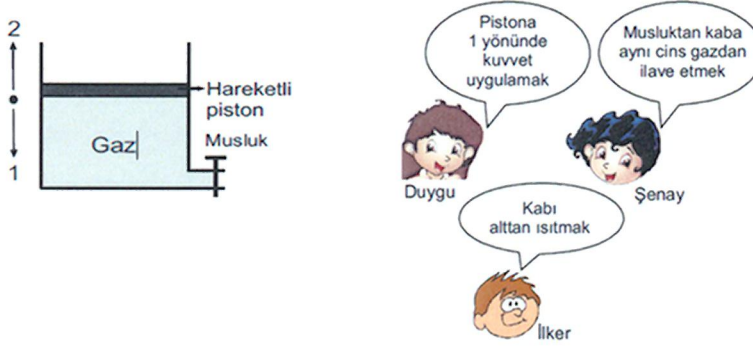 2
1
Gaz
Hareketli
piston
Musluk
Pistona
1 yönünde
kuvvet
uygulamak
Duygu
Musluktan kaba
aynı cins gazdan
ilave etmek
Şenay
Kabı
alttan ısıtmak
İlker